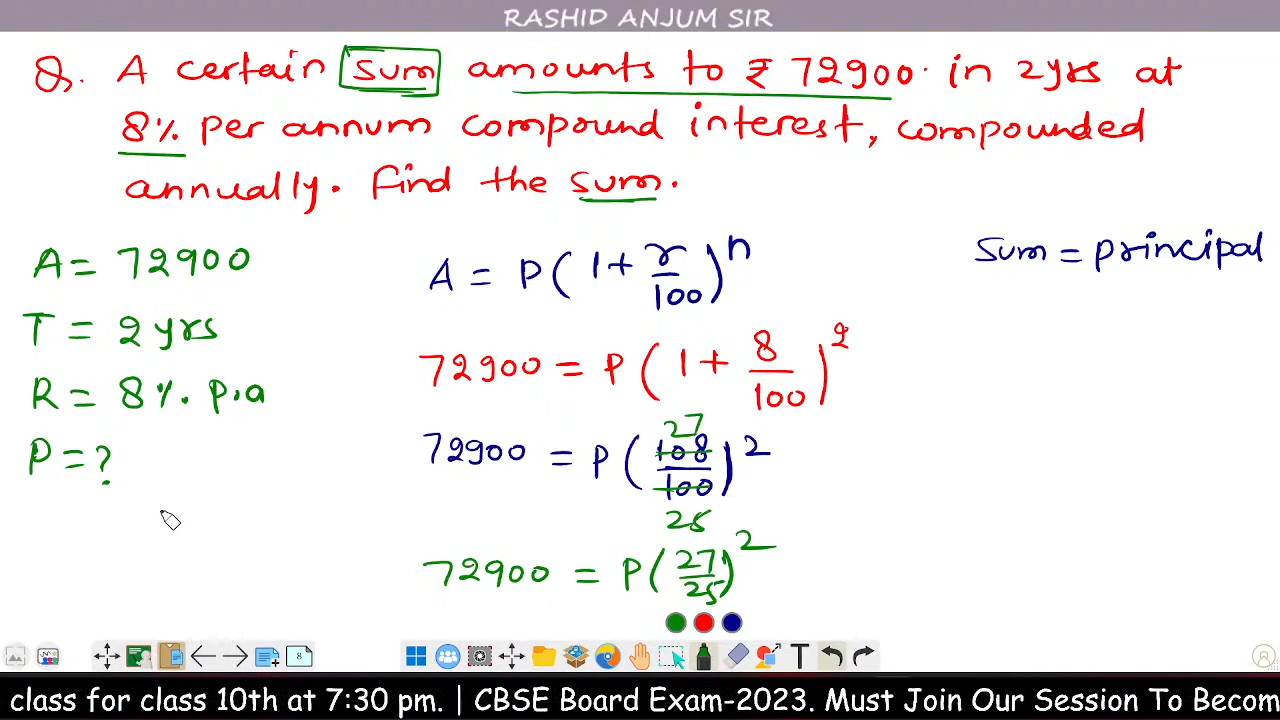 RASHID ANJUM SIR
Q. A certain sum amounts to ₹ 72900 in 2yrs at
8% per annum compound interest, compounded
annually. Find the sum.
A = 72900
T = 2 yrs
R = 8% p.a
P = ?
A = P(1 + r/100)^n
72900 = P(1 + 8/100)^2
27
72900 = P(108/100)^2
25
72900 = P(27/25)^2
Sum = principal
8
class for class 10th at 7:30 pm. | CBSE Board Exam-2023. Must Join Our Session To Becom